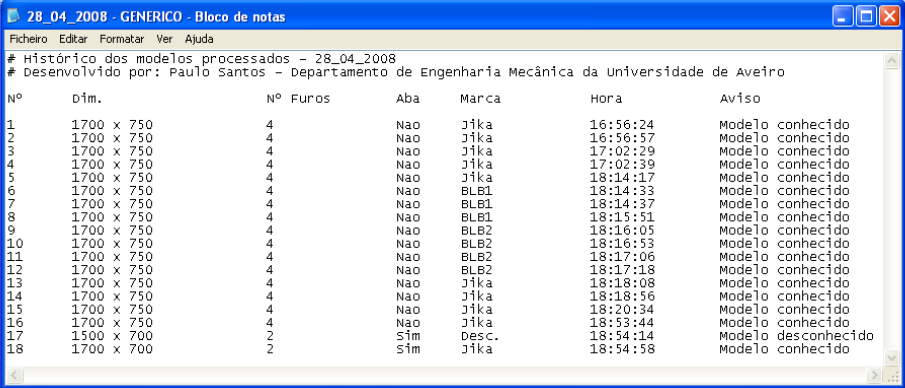 28_04_2008 - GENERICO - Bloco de notas
Ficheiro Editar Formatar Ver Ajuda
# Histórico dos modelos processados - 28_04_2008
# Desenvolvido por: Paulo Santos - Departamento de Engenharia Mecânica da Universidade de Aveiro
Nº Dim. Nº Furos Aba Marca Hora Aviso
1 1700 x 750 4 Nao Jika 16:56:24 Modelo conhecido
2 1700 x 750 4 Nao Jika 16:56:57 Modelo conhecido
3 1700 x 750 4 Nao Jika 17:02:29 Modelo conhecido
4 1700 x 750 4 Nao Jika 17:02:39 Modelo conhecido
5 1700 x 750 4 Nao Jika 18:14:17 Modelo conhecido
6 1700 x 750 4 Nao BLB1 18:14:33 Modelo conhecido
7 1700 x 750 4 Nao BLB1 18:14:37 Modelo conhecido
8 1700 x 750 4 Nao BLB1 18:15:51 Modelo conhecido
9 1700 x 750 4 Nao BLB2 18:16:05 Modelo conhecido
10 1700 x 750 4 Nao BLB2 18:16:53 Modelo conhecido
11 1700 x 750 4 Nao BLB2 18:17:06 Modelo conhecido
12 1700 x 750 4 Nao BLB2 18:17:18 Modelo conhecido
13 1700 x 750 4 Nao Jika 18:18:08 Modelo conhecido
14 1700 x 750 4 Nao Jika 18:18:56 Modelo conhecido
15 1700 x 750 4 Nao Jika 18:20:34 Modelo conhecido
16 1700 x 750 4 Nao Jika 18:53:44 Modelo conhecido
17 1500 x 700 2 Sim Desc. 18:54:14 Modelo desconhecido
18 1700 x 700 2 Sim Jika 18:54:58 Modelo conhecido